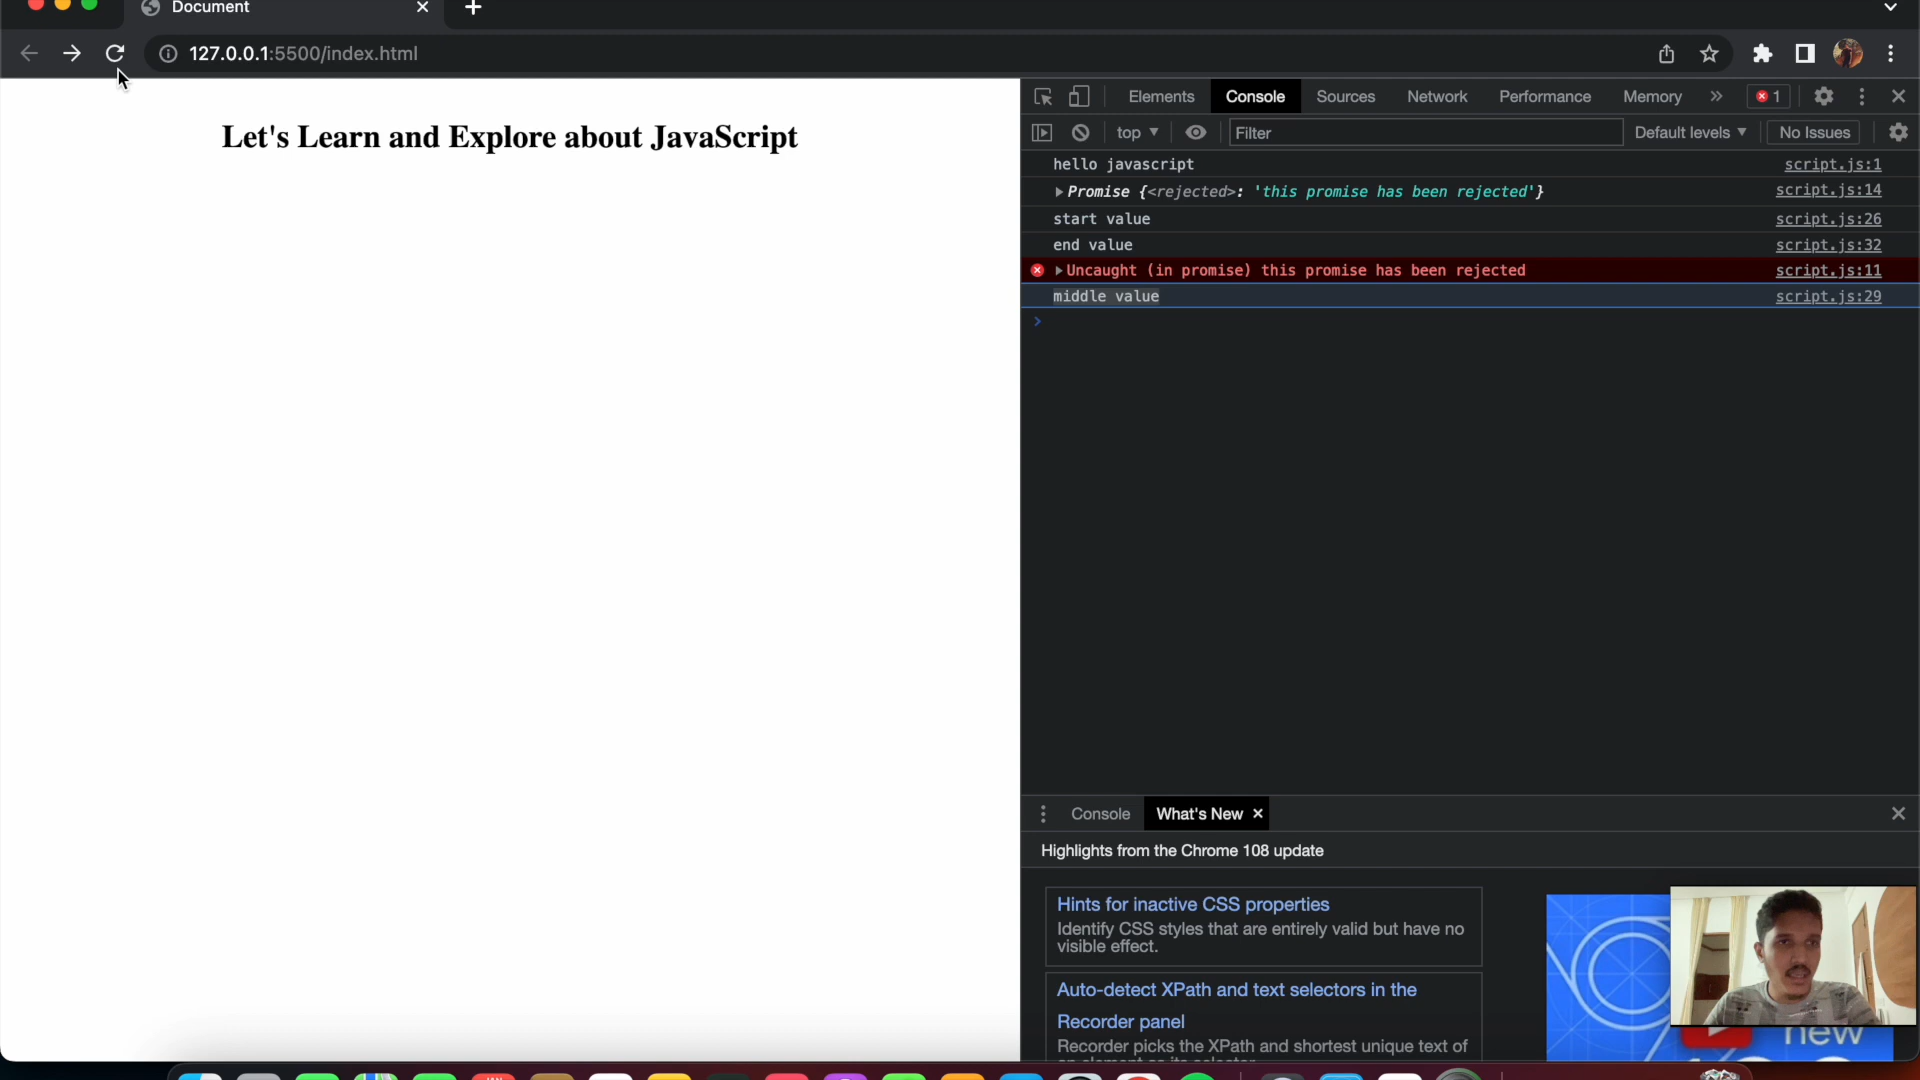 Document
127.0.0.1:5500/index.html
Let's Learn and Explore about JavaScript
Elements Console Sources Network Performance Memory 1
top Filter Default levels No Issues
hello javascript script.js:1
Promise {<rejected>: 'this promise has been rejected'} script.js:14
start value script.js:26
end value script.js:32
Uncaught (in promise) this promise has been rejected script.js:11
middle value script.js:29
Console What's New
Highlights from the Chrome 108 update
Hints for inactive CSS properties
Identify CSS styles that are entirely valid but have no
visible effect.
Auto-detect XPath and text selectors in the
Recorder panel
Recorder picks the XPath and shortest unique text of
new